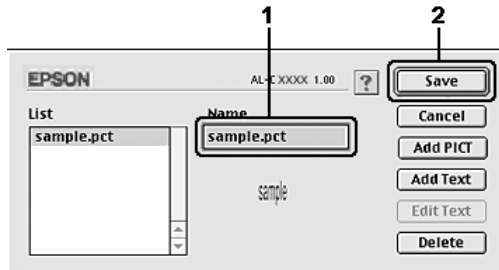 1 2
EPSON AL-C XXXX 1.00 ? Save
List Name Cancel
sample.pct sample.pct Add PICT
sample Add Text
Edit Text
Delete